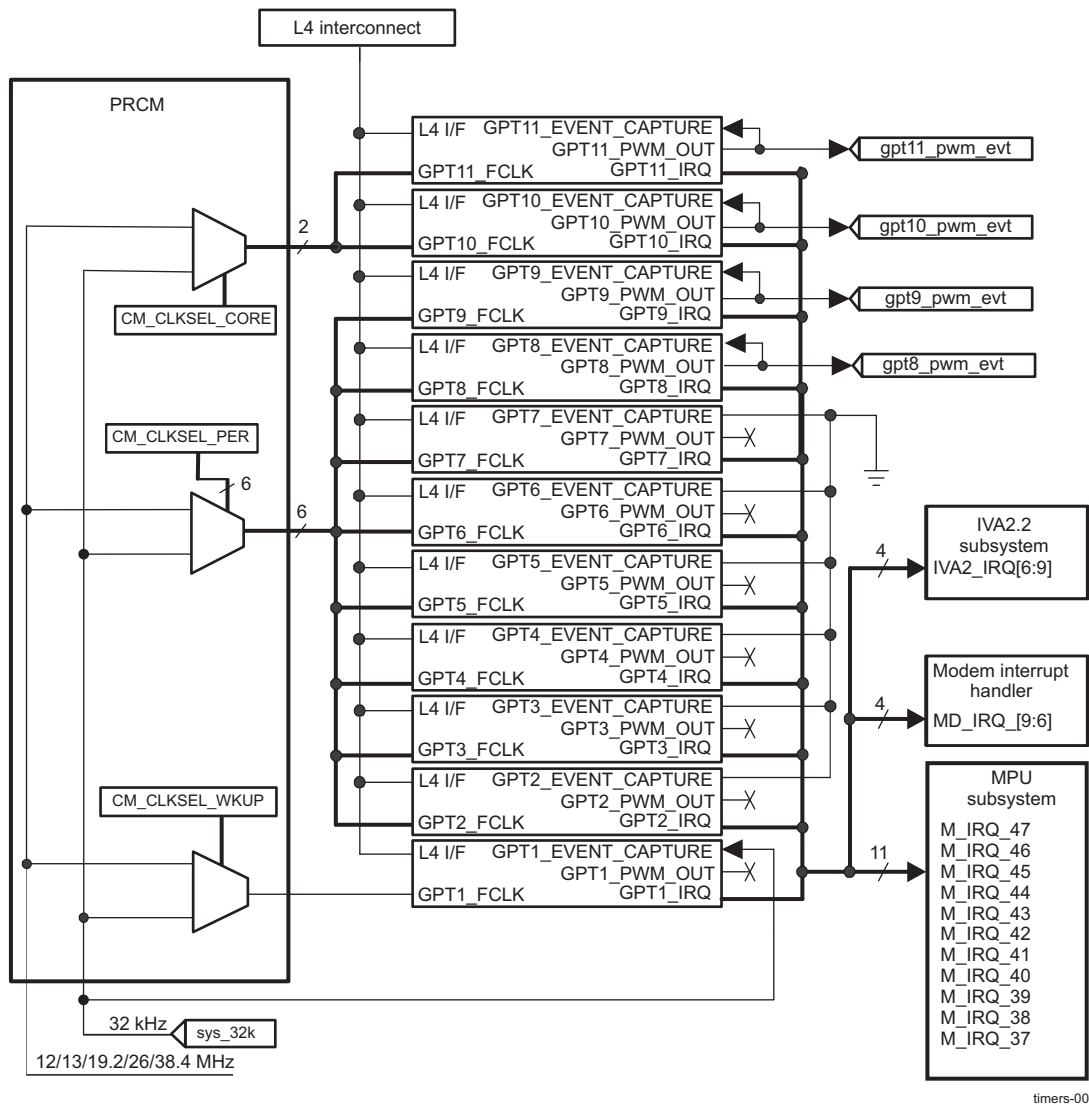 L4 interconnect
PRCM
L4 I/F GPT11_EVENT_CAPTURE
GPT11_PWM_OUT
GPT11_FCLK GPT11_IRQ
gpt11_pwm_evt
L4 I/F GPT10_EVENT_CAPTURE
GPT10_PWM_OUT
GPT10_FCLK GPT10_IRQ
gpt10_pwm_evt
2
CM_CLKSEL_CORE
L4 I/F GPT9_EVENT_CAPTURE
GPT9_PWM_OUT
GPT9_FCLK GPT9_IRQ
gpt9_pwm_evt
L4 I/F GPT8_EVENT_CAPTURE
GPT8_PWM_OUT
GPT8_FCLK GPT8_IRQ
gpt8_pwm_evt
CM_CLKSEL_PER
6
6
L4 I/F GPT7_EVENT_CAPTURE
GPT7_PWM_OUT
GPT7_FCLK GPT7_IRQ
L4 I/F GPT6_EVENT_CAPTURE
GPT6_PWM_OUT
GPT6_FCLK GPT6_IRQ
L4 I/F GPT5_EVENT_CAPTURE
GPT5_PWM_OUT
GPT5_FCLK GPT5_IRQ
L4 I/F GPT4_EVENT_CAPTURE
GPT4_PWM_OUT
GPT4_FCLK GPT4_IRQ
L4 I/F GPT3_EVENT_CAPTURE
GPT3_PWM_OUT
GPT3_FCLK GPT3_IRQ
L4 I/F GPT2_EVENT_CAPTURE
GPT2_PWM_OUT
GPT2_FCLK GPT2_IRQ
CM_CLKSEL_WKUP
L4 I/F GPT1_EVENT_CAPTURE
GPT1_PWM_OUT
GPT1_FCLK GPT1_IRQ
4
IVA2.2
subsystem
IVA2_IRQ[6:9]
4
Modem interrupt
handler
MD_IRQ_[9:6]
11
MPU
subsystem
M_IRQ_47
M_IRQ_46
M_IRQ_45
M_IRQ_44
M_IRQ_43
M_IRQ_42
M_IRQ_41
M_IRQ_40
M_IRQ_39
M_IRQ_38
M_IRQ_37
32 kHz
sys_32k
12/13/19.2/26/38.4 MHz
timers-00